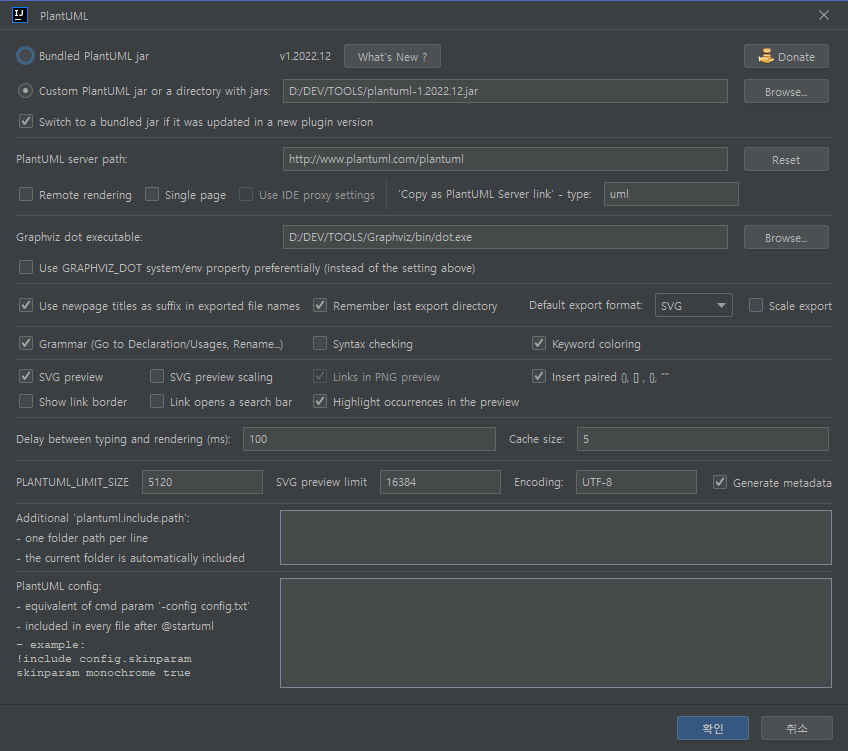 PlantUML
Bundled PlantUML jar v1.2022.12 What's New ? Donate
Custom PlantUML jar or a directory with jars: D:/DEV/TOOLS/plantuml-1.2022.12.jar Browse...
Switch to a bundled jar if it was updated in a new plugin version
PlantUML server path: http://www.plantuml.com/plantuml Reset
Remote rendering Single page Use IDE proxy settings 'Copy as PlantUML Server link' - type: uml
Graphviz dot executable: D:/DEV/TOOLS/Graphviz/bin/dot.exe Browse...
Use GRAPHVIZ_DOT system/env property preferentially (instead of the setting above)
Use newpage titles as suffix in exported file names Remember last export directory Default export format: SVG Scale export
Grammar (Go to Declaration/Usages, Rename...) Syntax checking Keyword coloring
SVG preview SVG preview scaling Links in PNG preview Insert paired (), [] , {}, ""
Show link border Link opens a search bar Highlight occurrences in the preview
Delay between typing and rendering (ms): 100 Cache size: 5
PLANTUML_LIMIT_SIZE 5120 SVG preview limit 16384 Encoding: UTF-8 Generate metadata
Additional 'plantuml.include.path':
- one folder path per line
- the current folder is automatically included
PlantUML config:
- equivalent of cmd param '-config config.txt'
- included in every file after @startuml
- example:
!include config.skinparam
skinparam monochrome true
확인 취소